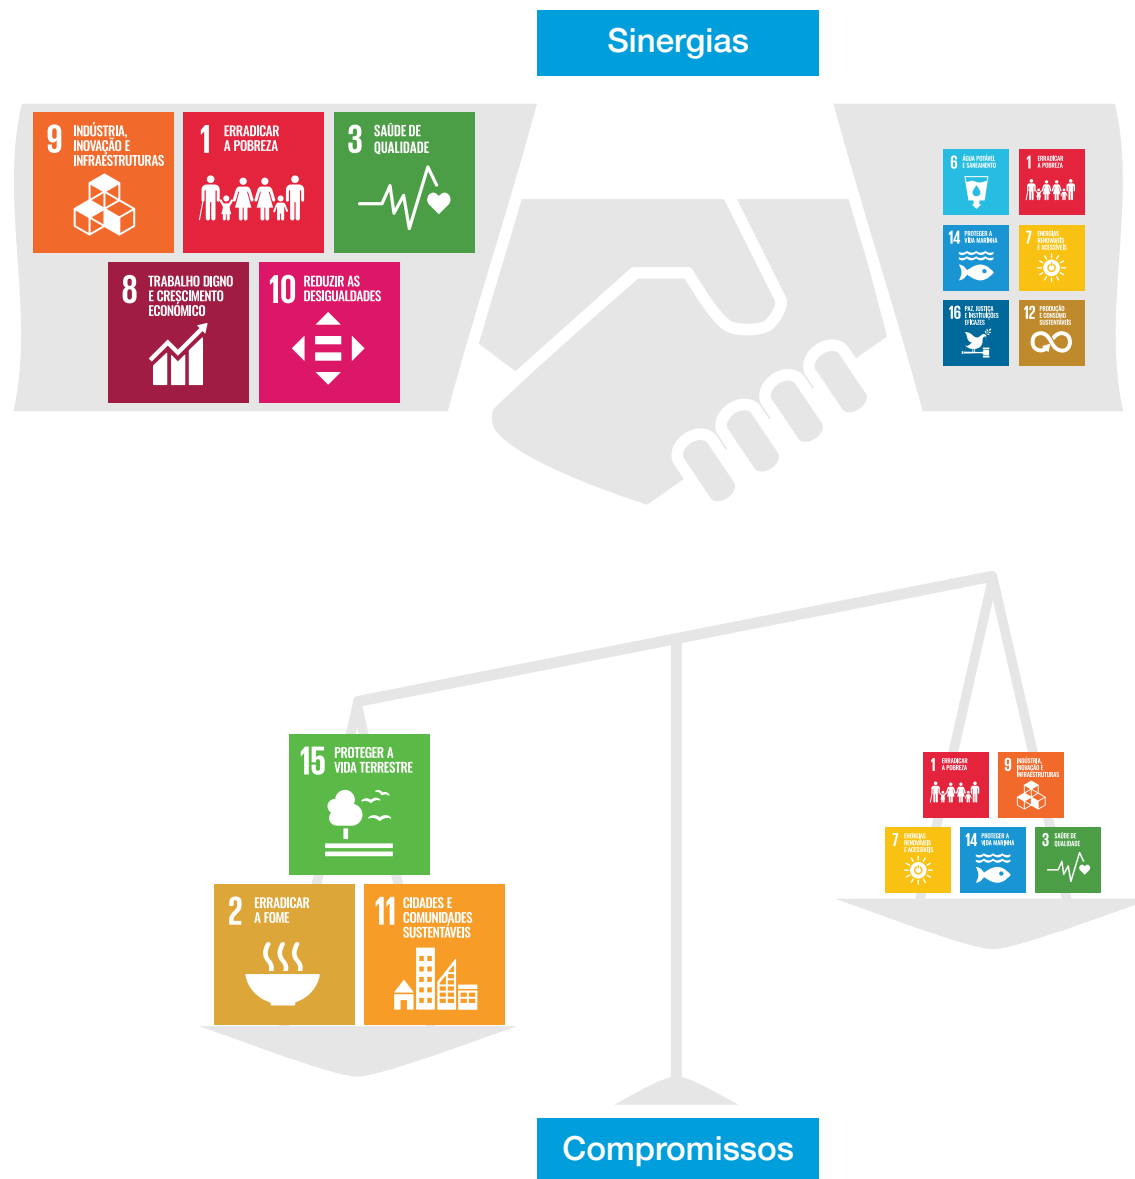 Sinergias
9 INDÚSTRIA,
INOVAÇÃO E
INFRAESTRUTURAS
1 ERRADICAR
A POBREZA
3 SAÚDE DE
QUALIDADE
8 TRABALHO DIGNO
E CRESCIMENTO
ECONÓMICO
10 REDUZIR AS
DESIGUALDADES
6 ÁGUA POTÁVEL
E SANEAMENTO
1 ERRADICAR
A POBREZA
14 PROTEGER A
VIDA MARINHA
7 ENERGIAS
RENOVÁVEIS
E ACESSÍVEIS
16 PAZ, JUSTIÇA
E INSTITUIÇÕES
EFICAZES
12 PRODUÇÃO
E CONSUMO
SUSTENTÁVEIS
15 PROTEGER A
VIDA TERRESTRE
2 ERRADICAR
A FOME
11 CIDADES E
COMUNIDADES
SUSTENTÁVEIS
1 ERRADICAR
A POBREZA
9 INDÚSTRIA,
INOVAÇÃO E
INFRAESTRUTURAS
7 ENERGIAS
RENOVÁVEIS
E ACESSÍVEIS
14 PROTEGER A
VIDA MARINHA
3 SAÚDE DE
QUALIDADE
Compromissos